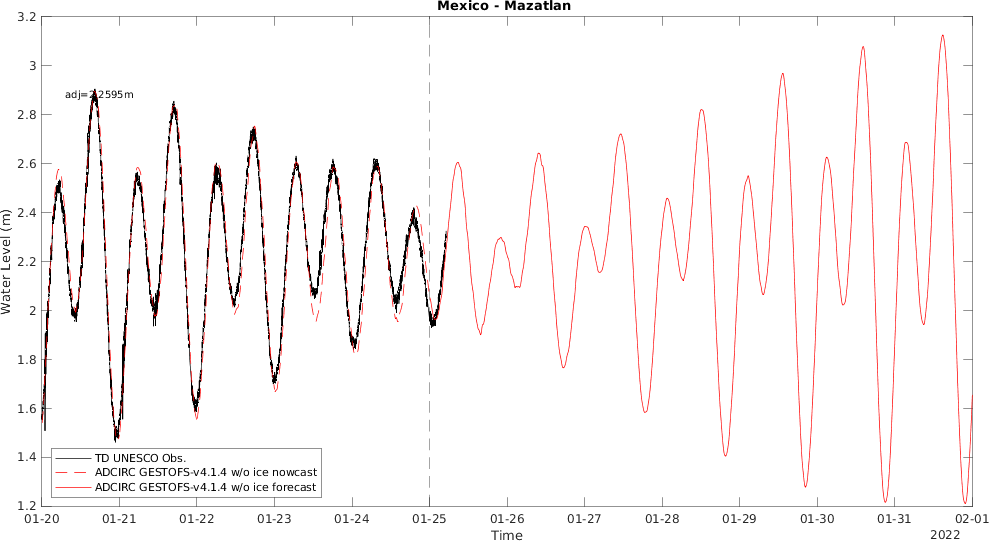 Mexico - Mazatlan
3.2
3
2.8
2.6
2.4
2.2
2
1.8
1.6
1.4
1.2
Water Level (m)
adj=2.2595m
TD UNESCO Obs.
ADCIRC GESTOFS-v4.1.4 w/o ice nowcast
ADCIRC GESTOFS-v4.1.4 w/o ice forecast
01-20 01-21 01-22 01-23 01-24 01-25 01-26 01-27 01-28 01-29 01-30 01-31 02-01
Time
2022